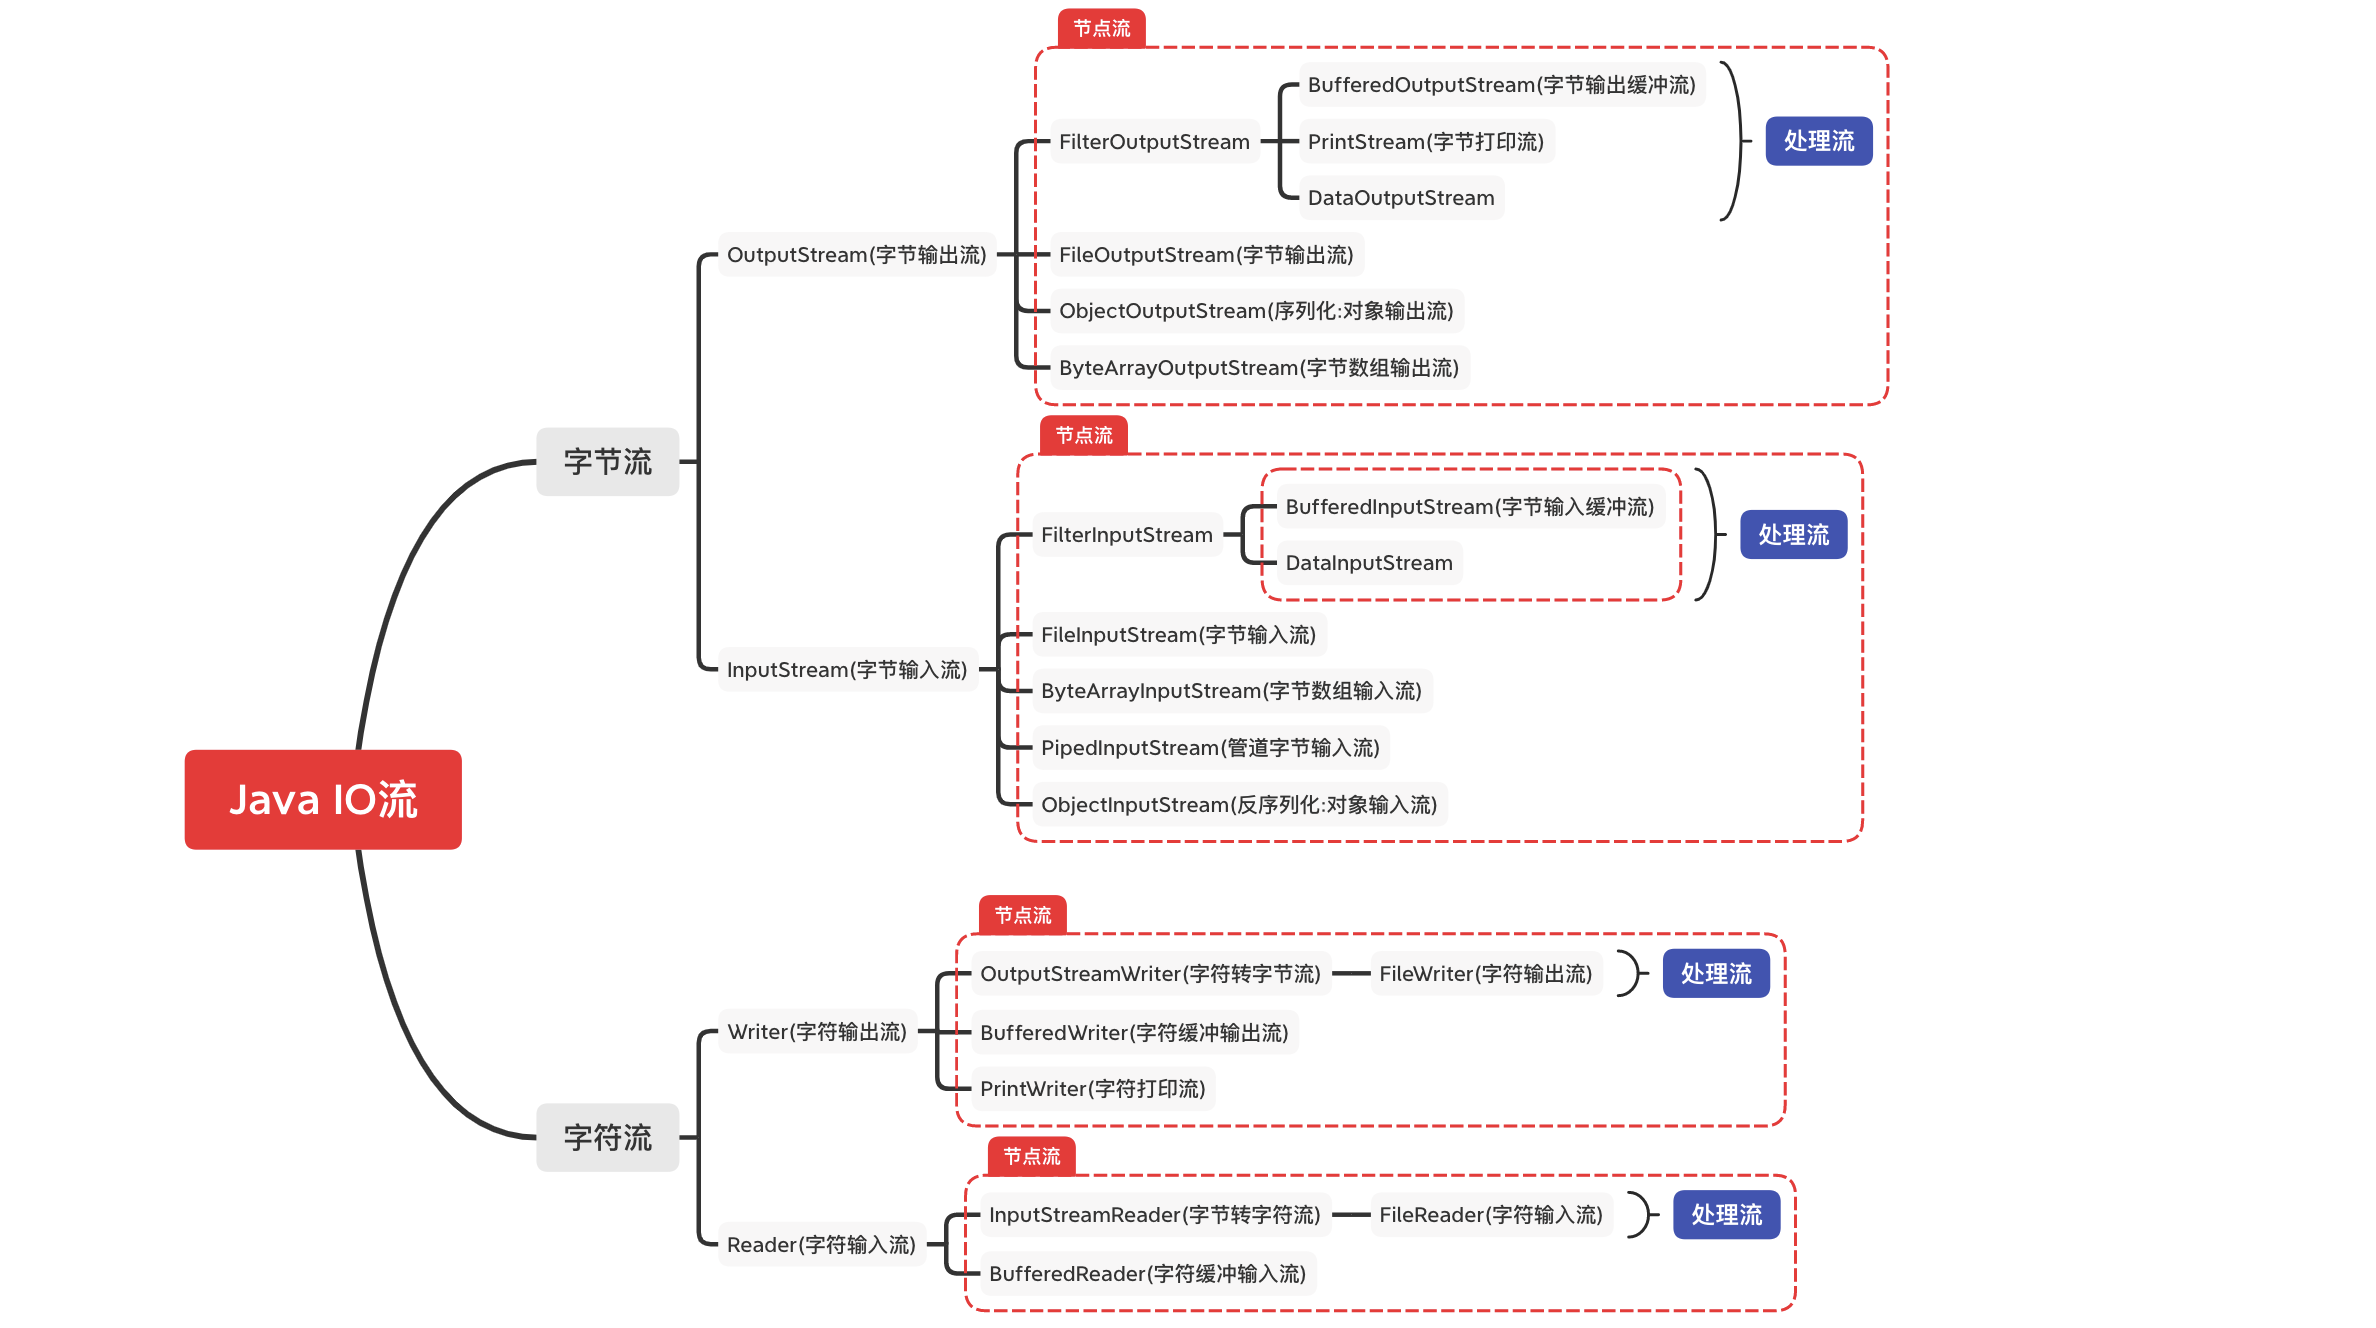 节点流
BufferedOutputStream(字节输出缓冲流)
FilterOutputStream
PrintStream(字节打印流)
处理流
DataOutputStream
OutputStream(字节输出流)
FileOutputStream(字节输出流)
ObjectOutputStream(序列化:对象输出流)
ByteArrayOutputStream(字节数组输出流)
节点流
字节流
BufferedInputStream(字节输入缓冲流)
FilterInputStream
处理流
DataInputStream
FileInputStream(字节输入流)
InputStream(字节输入流)
ByteArrayInputStream(字节数组输入流)
PipedInputStream(管道字节输入流)
Java IO流
ObjectInputStream(反序列化:对象输入流)
节点流
OutputStreamWriter(字符转字节流)
FileWriter(字符输出流)
处理流
Writer(字符输出流)
BufferedWriter(字符缓冲输出流)
PrintWriter(字符打印流)
字符流
节点流
InputStreamReader(字节转字符流)
FileReader(字符输入流)
处理流
Reader(字符输入流)
BufferedReader(字符缓冲输入流)